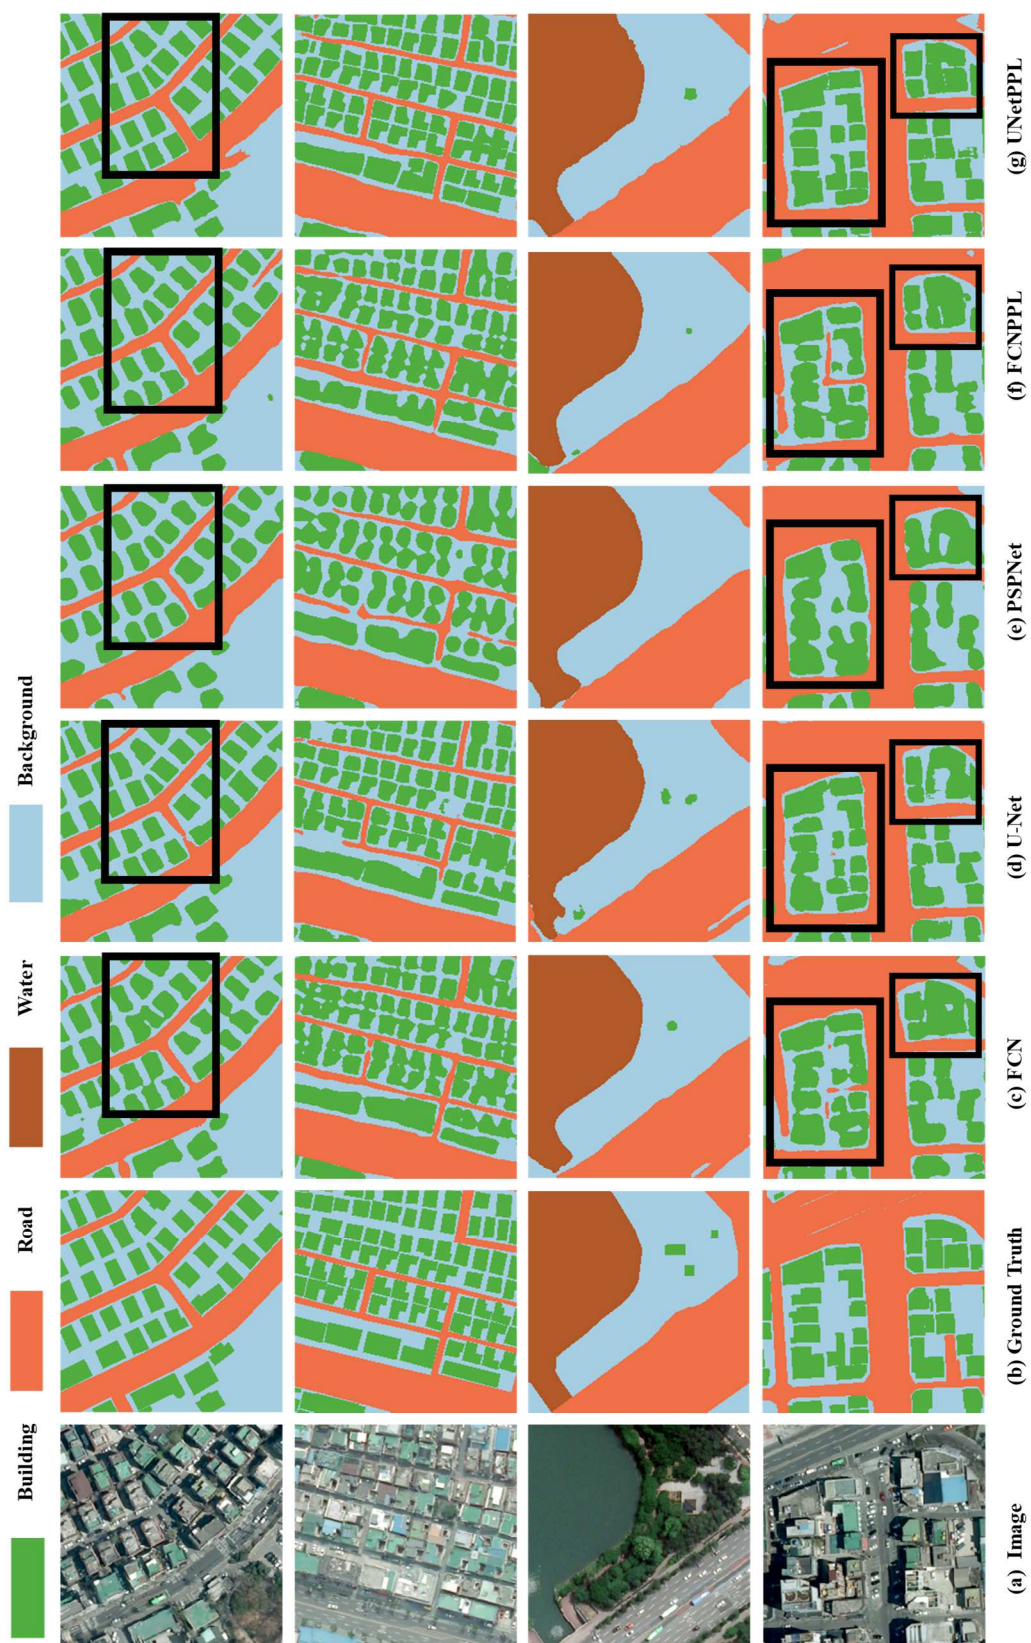 Building
Road
Water
Background
(a) Image
(b) Ground Truth
(c) FCN
(d) U-Net
(e) PSPNet
(f) FCNPPL
(g) UNetPPL